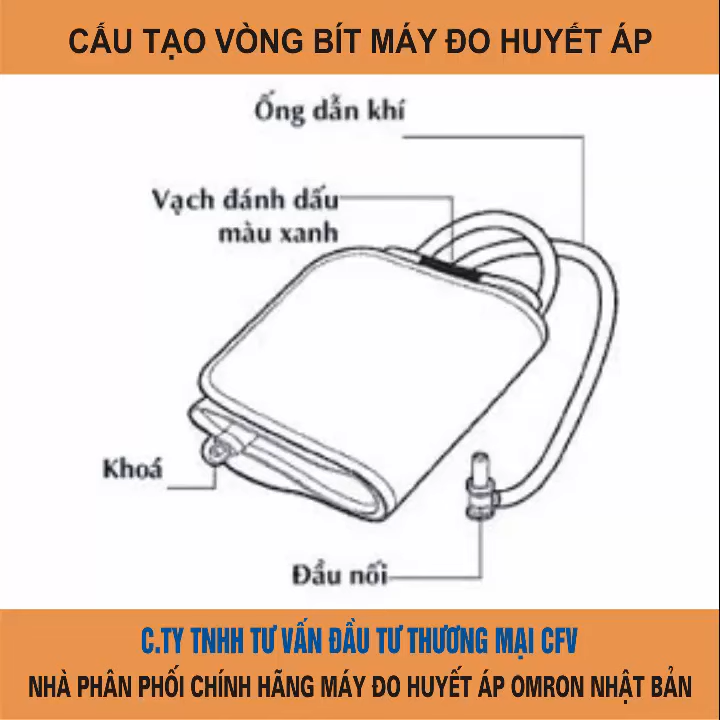 CẤU TẠO VÒNG BÍT MÁY ĐO HUYẾT ÁP
Ống dẫn khí
Vạch đánh dấu
màu xanh
Khoá
Đầu nối
C.TY TNHH TƯ VẤN ĐẦU TƯ THƯƠNG MẠI CFV
NHÀ PHÂN PHỐI CHÍNH HÃNG MÁY ĐO HUYẾT ÁP OMRON NHẬT BẢN